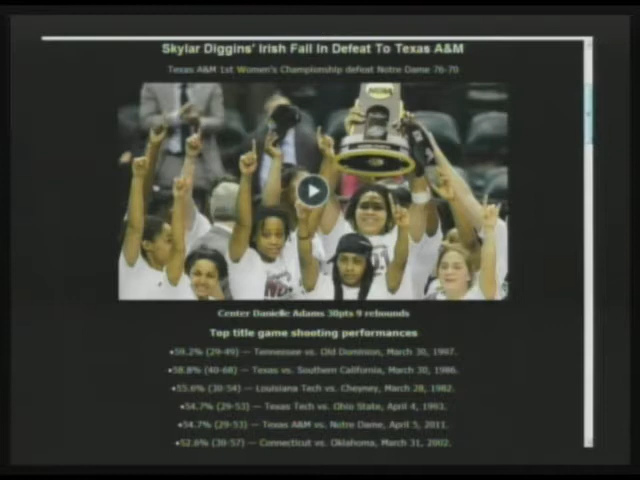 Skylar Diggins' Irish Fall In Defeat To Texas A&M
Texas A&M 1st Women's Championship defeat Notre Dame 76-70
NCAA
Center Danielle Adams 30pts 9 rebounds
Top title game shooting performances
•59.2% (29-49) — Tennessee vs. Old Dominion, March 30, 1997.
•58.8% (40-68) — Texas vs. Southern California, March 30, 1986.
•55.6% (30-54) — Louisiana Tech vs. Cheyney, March 28, 1982.
•54.7% (29-53) — Texas Tech vs. Ohio State, April 4, 1993.
•54.7% (29-53) — Texas A&M vs. Notre Dame, April 5, 2011.
•52.6% (30-57) — Connecticut vs. Oklahoma, March 31, 2002.